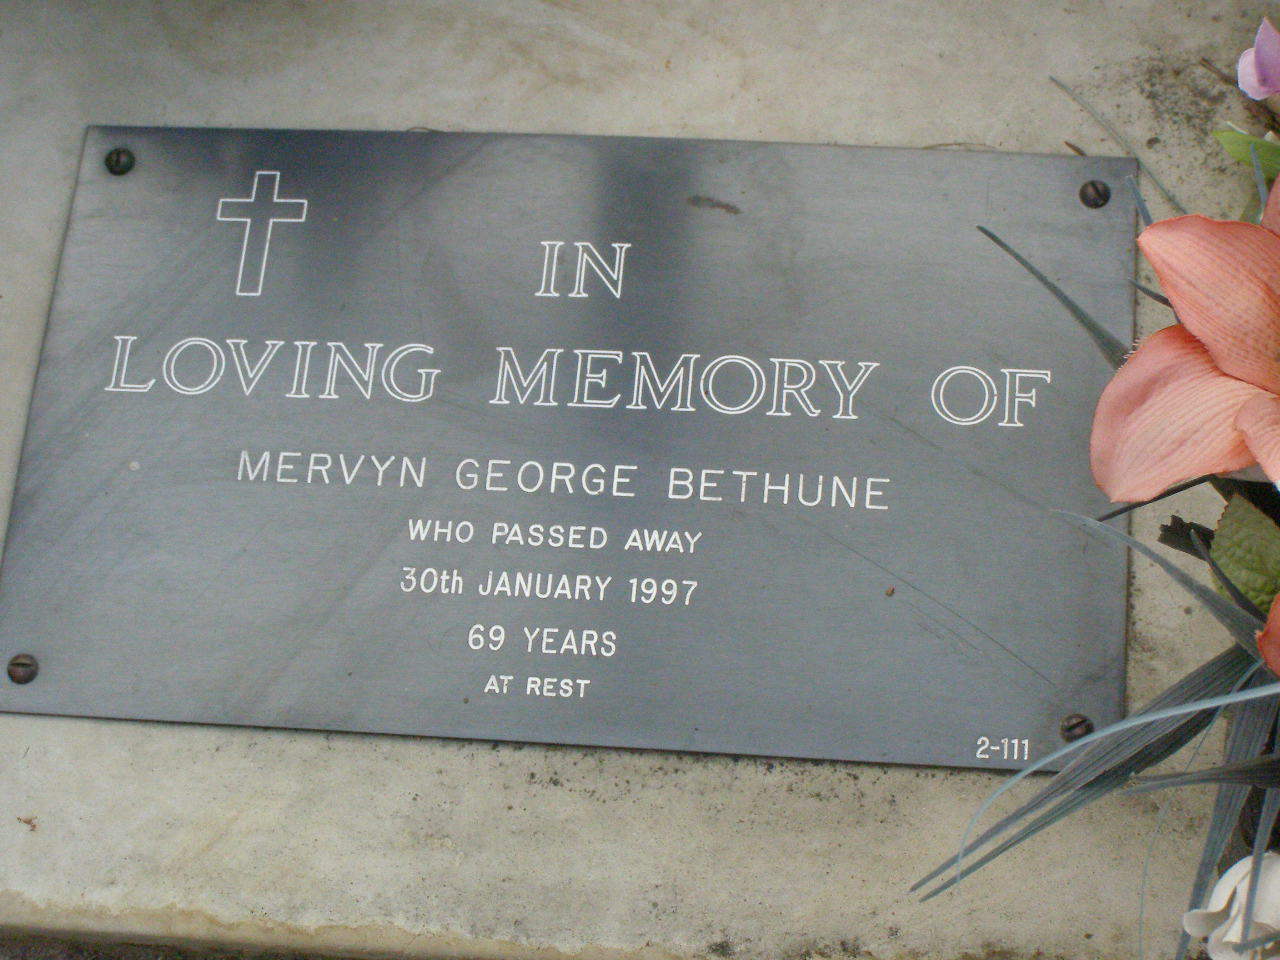 IN
LOVING MEMORY OF
MERVYN GEORGE BETHUNE
WHO PASSED AWAY
30th JANUARY 1997
69 YEARS
AT REST
2-111